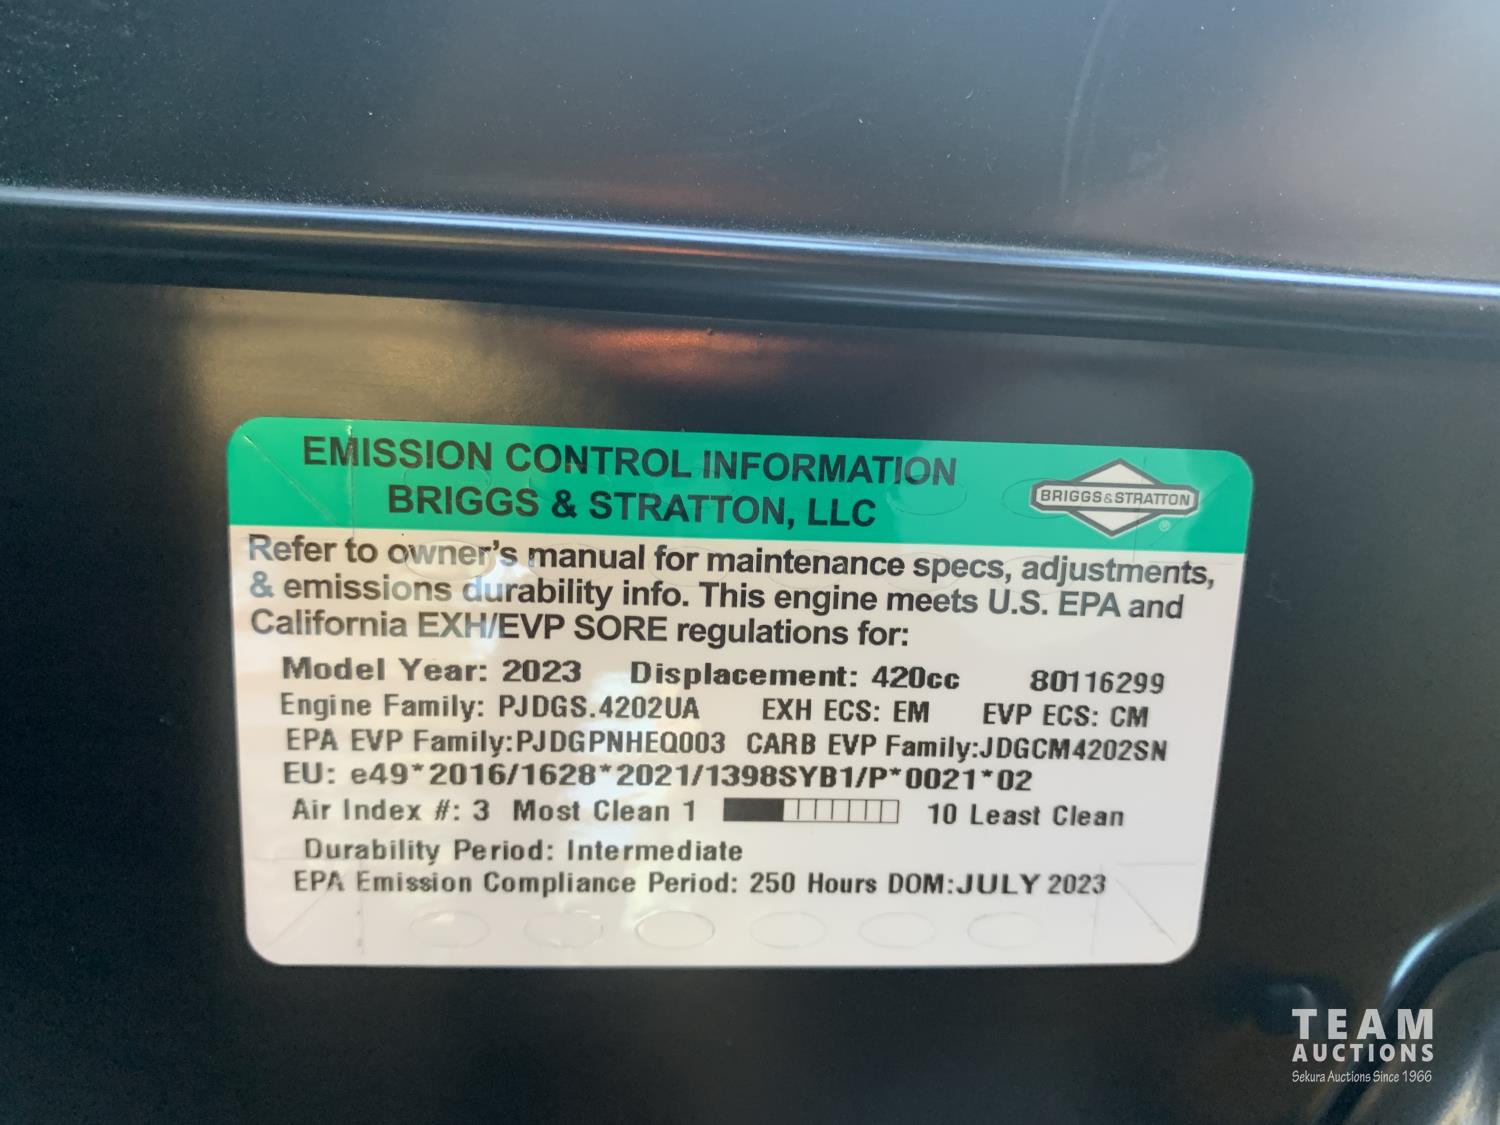 EMISSION CONTROL INFORMATION
BRIGGS & STRATTON, LLC
BRIGGS&STRATTON
®
Refer to owner's manual for maintenance specs, adjustments,
& emissions durability info. This engine meets U.S. EPA and
California EXH/EVP SORE regulations for:
Model Year: 2023 Displacement: 420cc 80116299
Engine Family: PJDGS.4202UA EXH ECS: EM EVP ECS: CM
EPA EVP Family:PJDGPNHEQ003 CARB EVP Family:JDGCM4202SN
EU: e49*2016/1628*2021/1398SYB1/P*0021*02
Air Index #: 3 Most Clean 1 10 Least Clean
Durability Period: Intermediate
EPA Emission Compliance Period: 250 Hours DOM:JULY 2023
TEAM
AUCTIONS
Sekura Auctions Since 1966